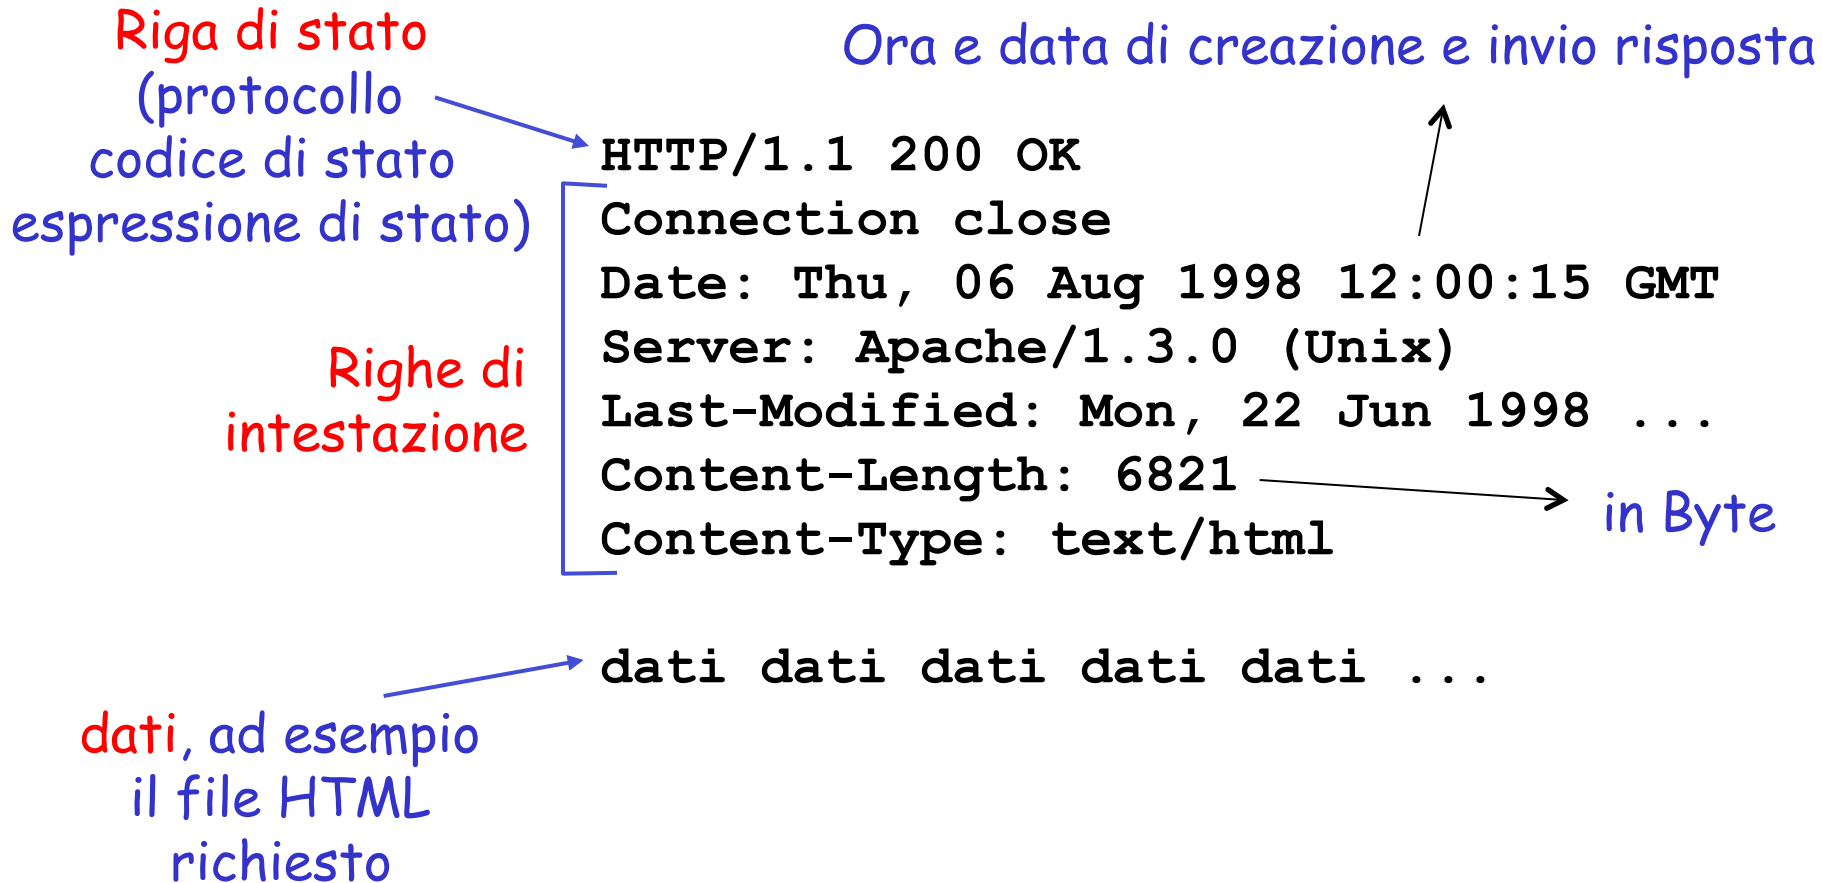 Riga di stato
(protocollo
codice di stato
espressione di stato)
Ora e data di creazione e invio risposta
HTTP/1.1 200 OK
Connection close
Date: Thu, 06 Aug 1998 12:00:15 GMT
Server: Apache/1.3.0 (Unix)
Last-Modified: Mon, 22 Jun 1998 ...
Content-Length: 6821
Content-Type: text/html
Righe di
intestazione
in Byte
dati dati dati dati dati ...
dati, ad esempio
il file HTML
richiesto